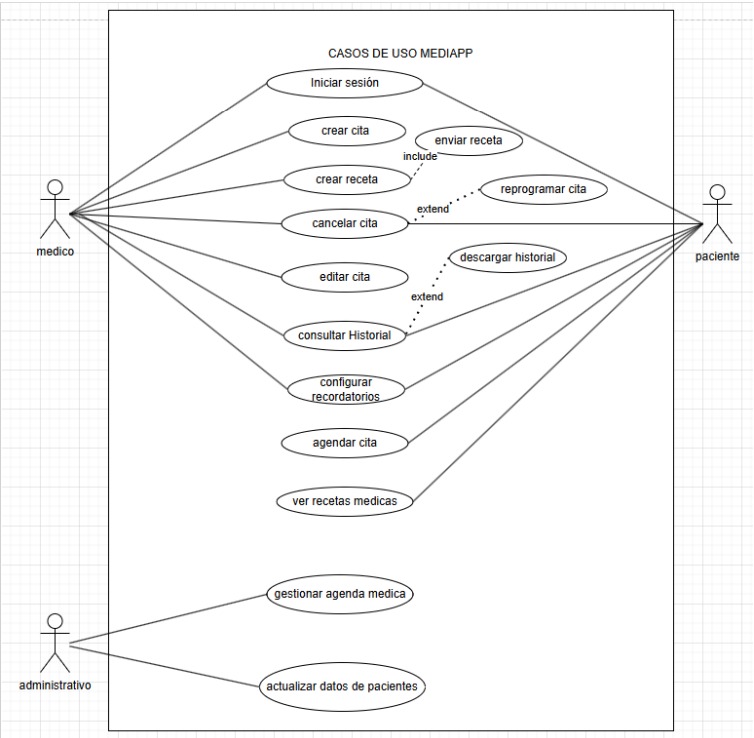 CASOS DE USO MEDIAPP
Iniciar sesión
crear cita
enviar receta
include
crear receta
reprogramar cita
extend
cancelar cita
medico
paciente
descargar historial
editar cita
extend
consultar Historial
configurar
recordatorios
agendar cita
ver recetas medicas
gestionar agenda medica
administrativo
actualizar datos de pacientes